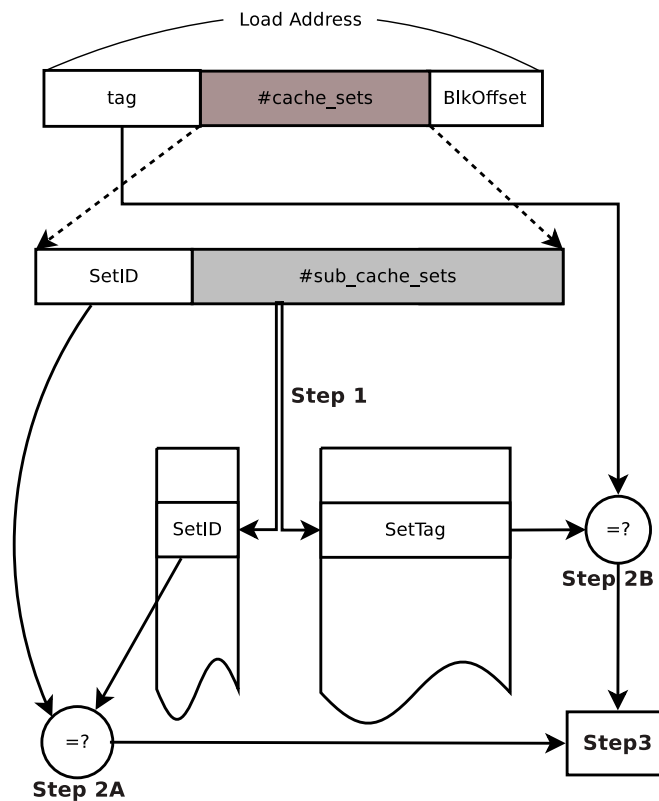 Load Address
tag
#cache_sets
BlkOffset
SetID
#sub_cache_sets
Step 1
SetID
SetTag
=?
Step 2B
=?
Step3
Step 2A